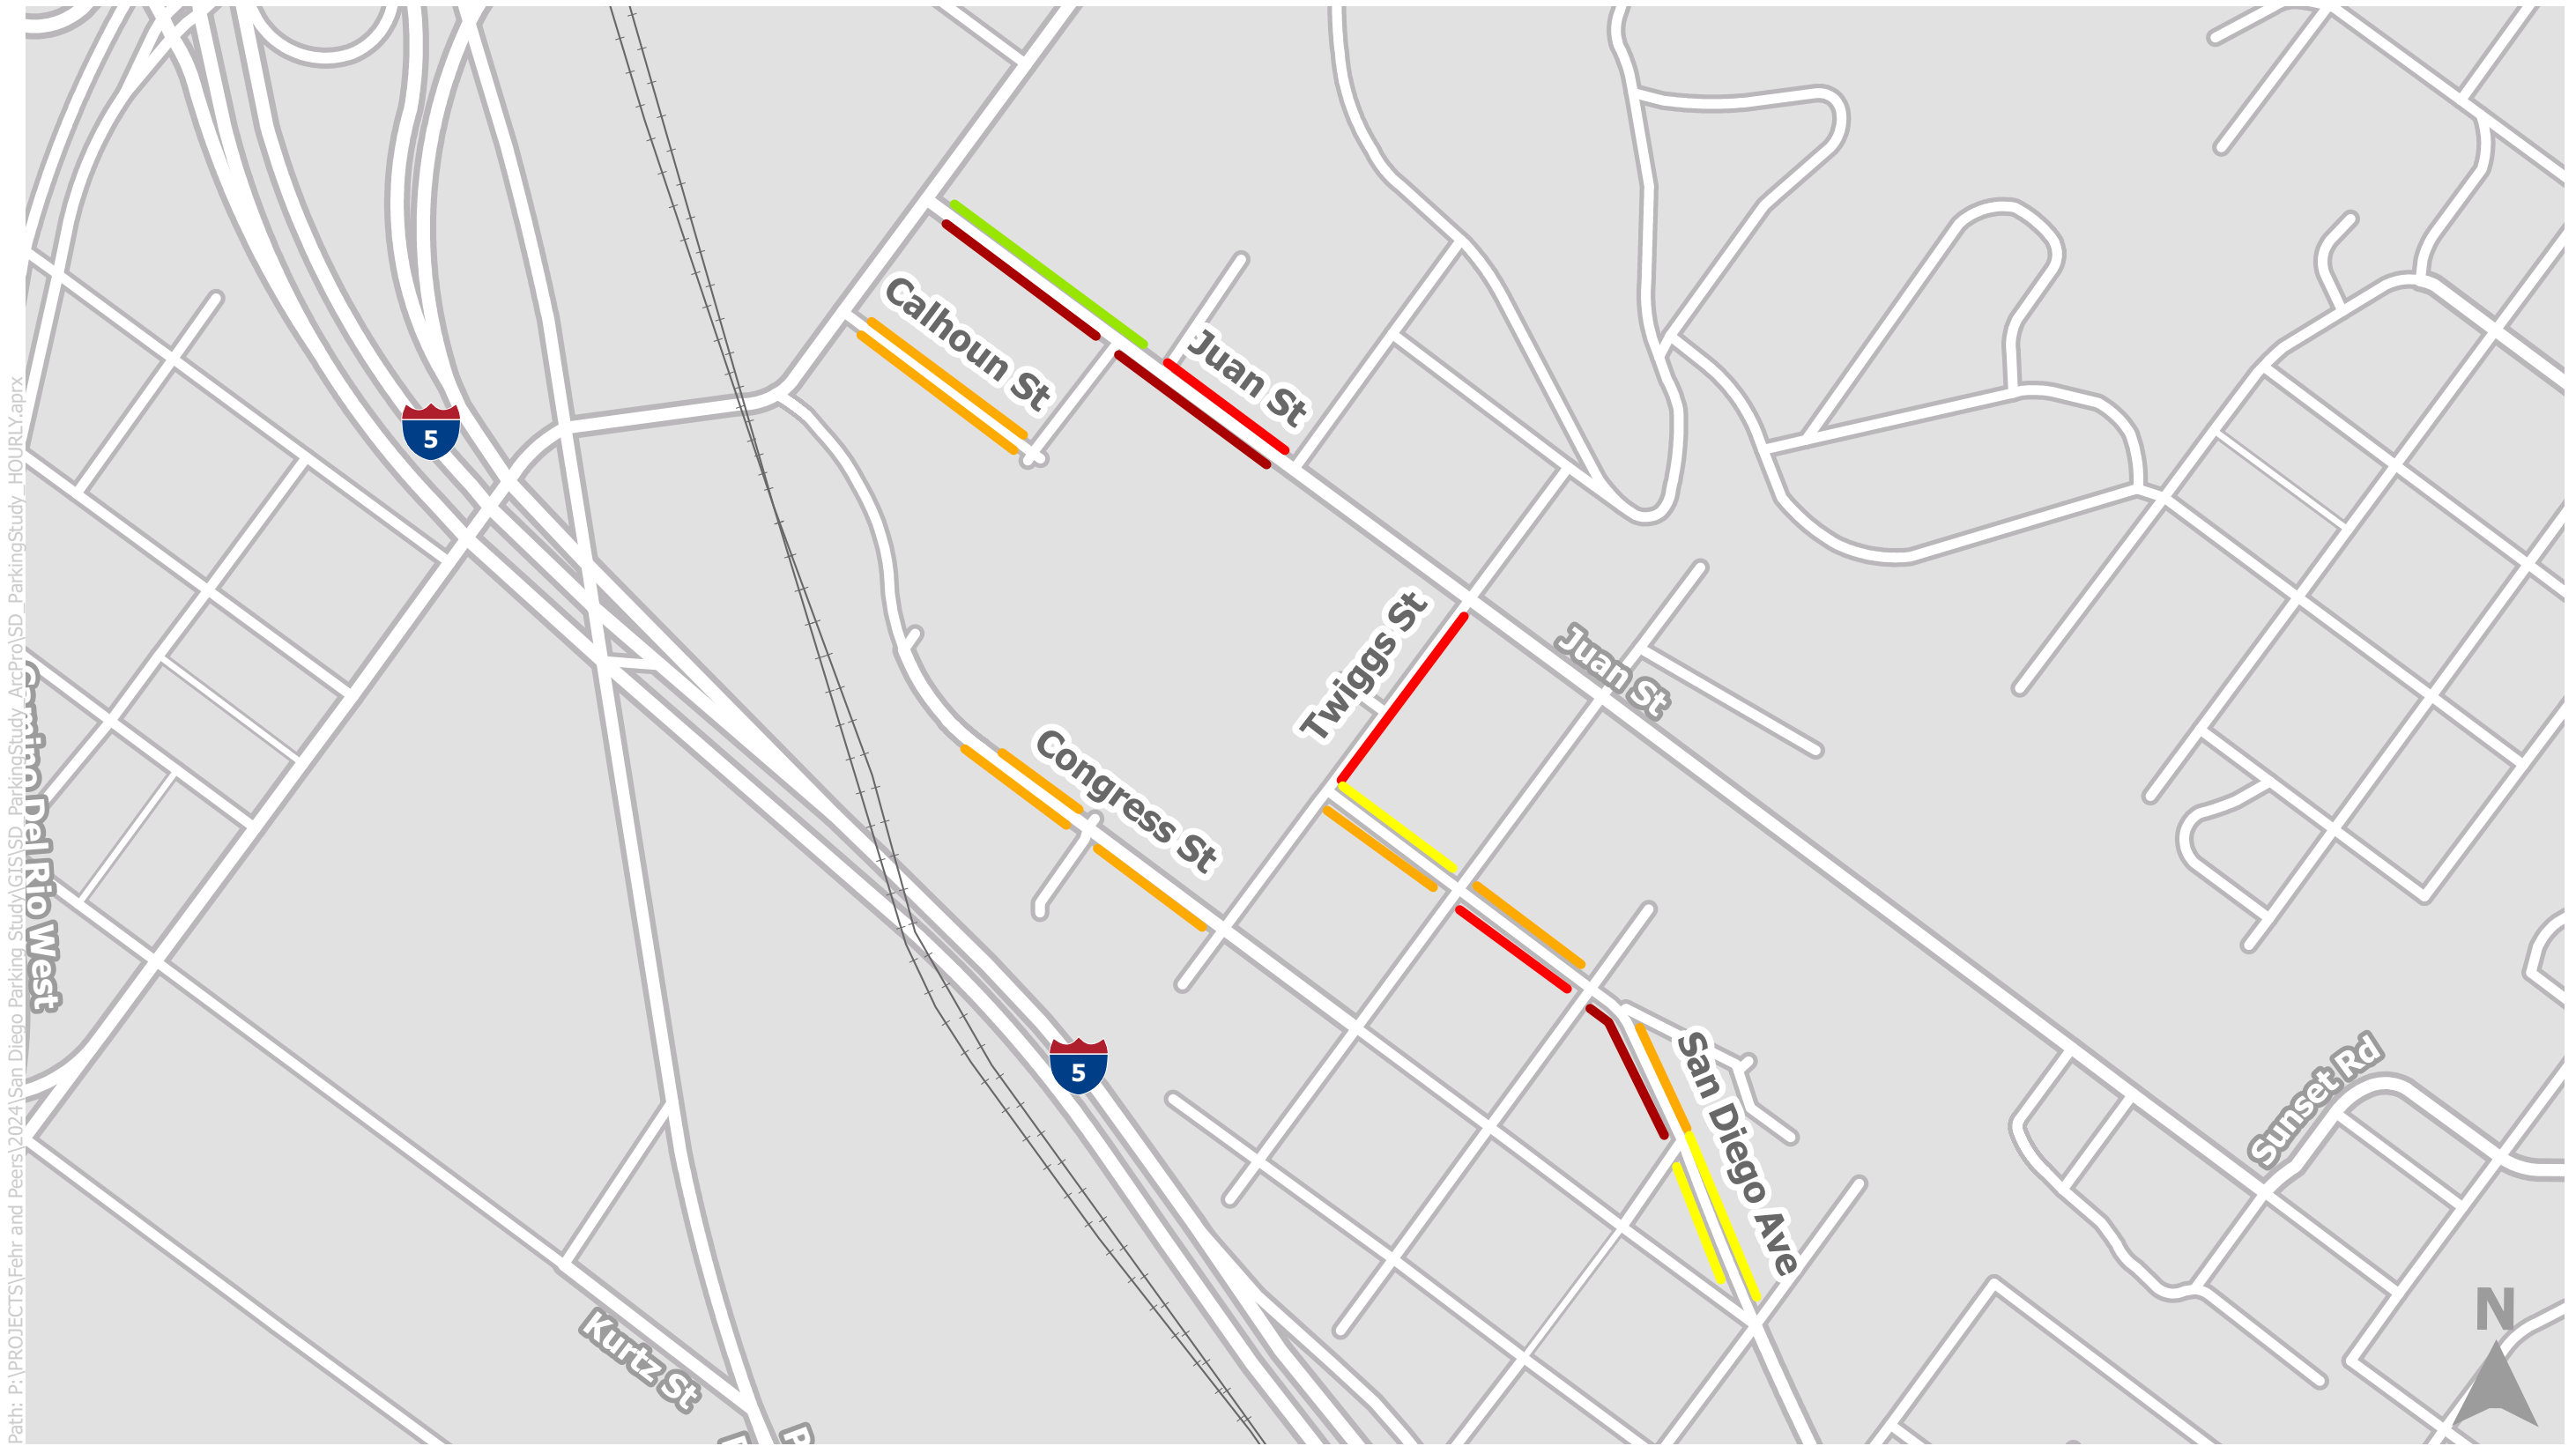 Calhoun St
Juan St
5
Twiggs St
Juan St
Congress St
Camino Del Rio West
5
San Diego Ave
Sunset Rd
N
Kurtz St
Path: P:\PROJECTS\Fehr and Peers\2024\San Diego Parking Study\GIS\SD_ParkingStudy_ArcPro\SD_ParkingStudy_HOURLY.aprx